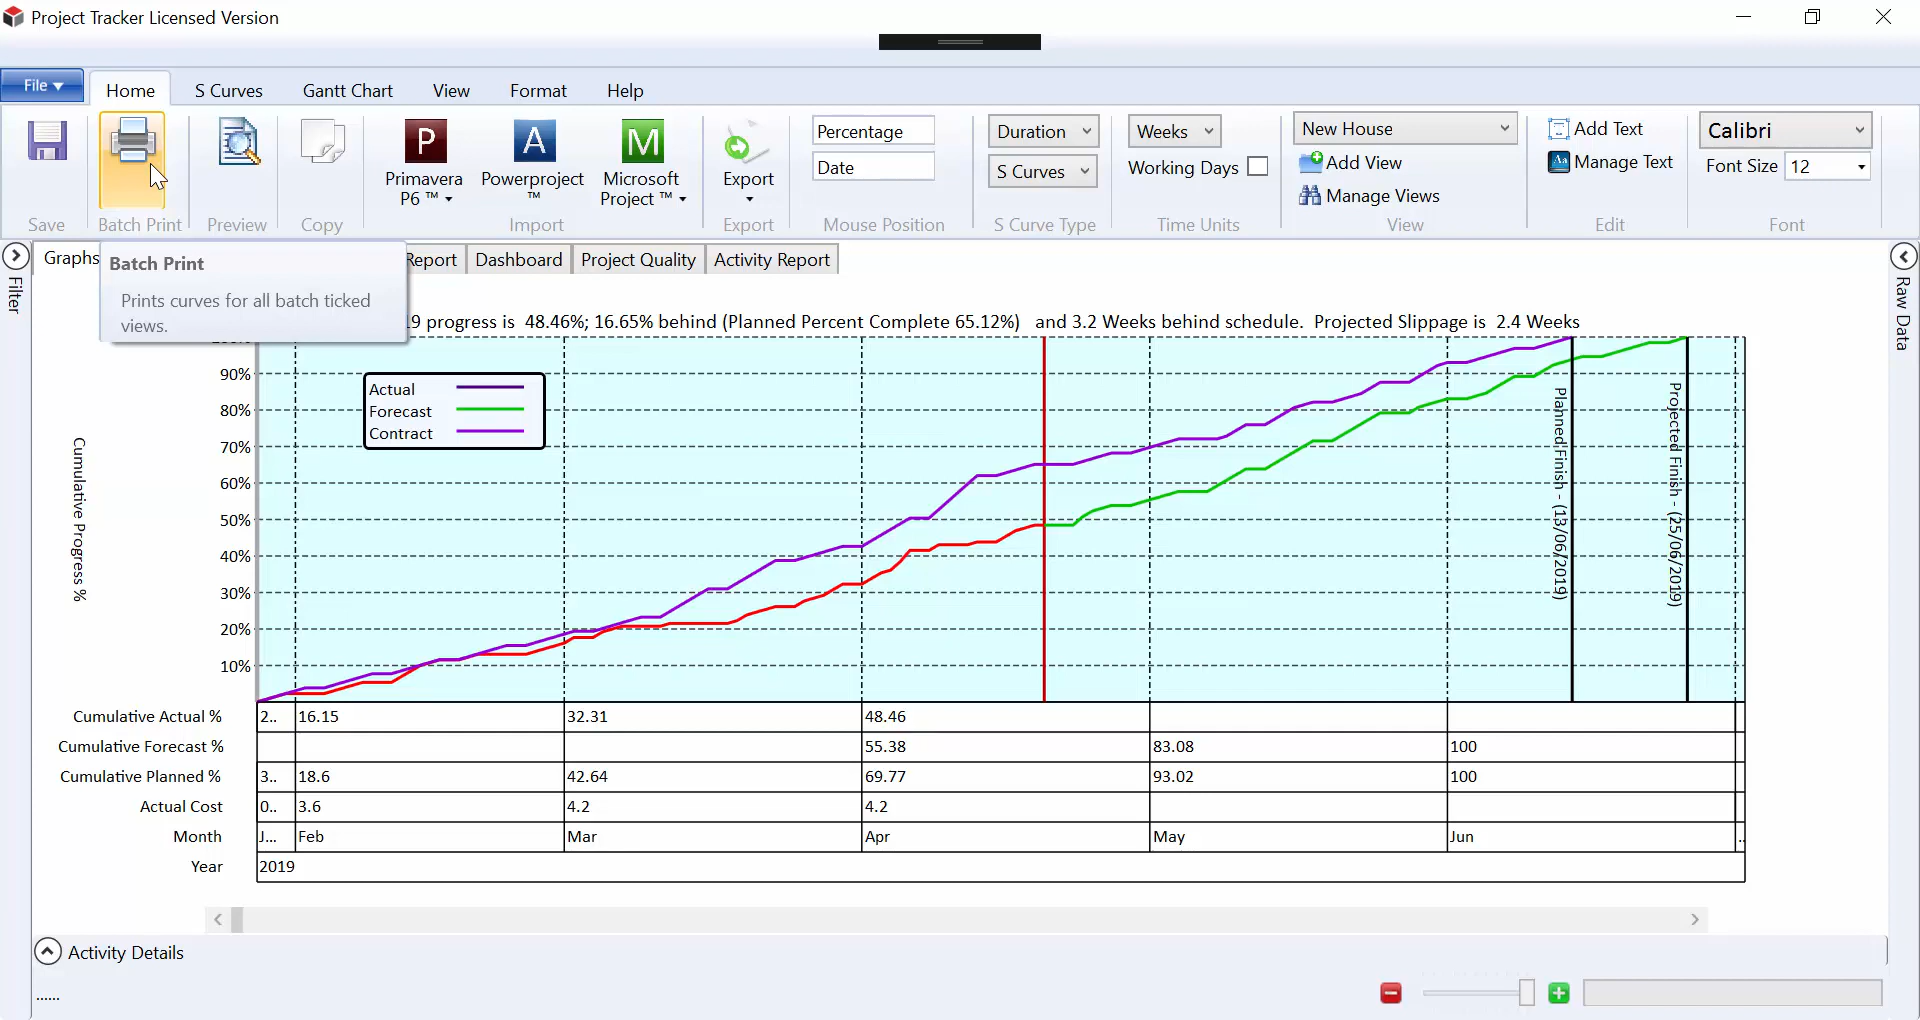 Project Tracker Licensed Version
File
Home
S Curves
Gantt Chart
View
Format
Help
P
A
M
Primavera
P6 ™
Powerproject
™
Microsoft
Project ™
Export
Percentage
Date
Duration
S Curves
Weeks
Working Days
New House
Add View
Manage Views
Add Text
Aa
Manage Text
Calibri
Font Size 12
Save
Batch Print
Preview
Copy
Import
Export
Mouse Position
S Curve Type
Time Units
View
Edit
Font
Filter
Raw Data
Graphs
Report
Dashboard
Project Quality
Activity Report
Batch Print
Prints curves for all batch ticked
views.
9 progress is 48.46%; 16.65% behind (Planned Percent Complete 65.12%) and 3.2 Weeks behind schedule. Projected Slippage is 2.4 Weeks
90%
80%
70%
60%
50%
40%
30%
20%
10%
Cumulative Progress %
Actual
Forecast
Contract
Planned Finish - (13/06/2019)
Projected Finish - (25/06/2019)
Cumulative Actual % 2.. 16.15 32.31 48.46
Cumulative Forecast % 55.38 83.08 100
Cumulative Planned % 3.. 18.6 42.64 69.77 93.02 100
Actual Cost 0.. 3.6 4.2 4.2
Month J... Feb Mar Apr May Jun ..
Year 2019
Activity Details
......